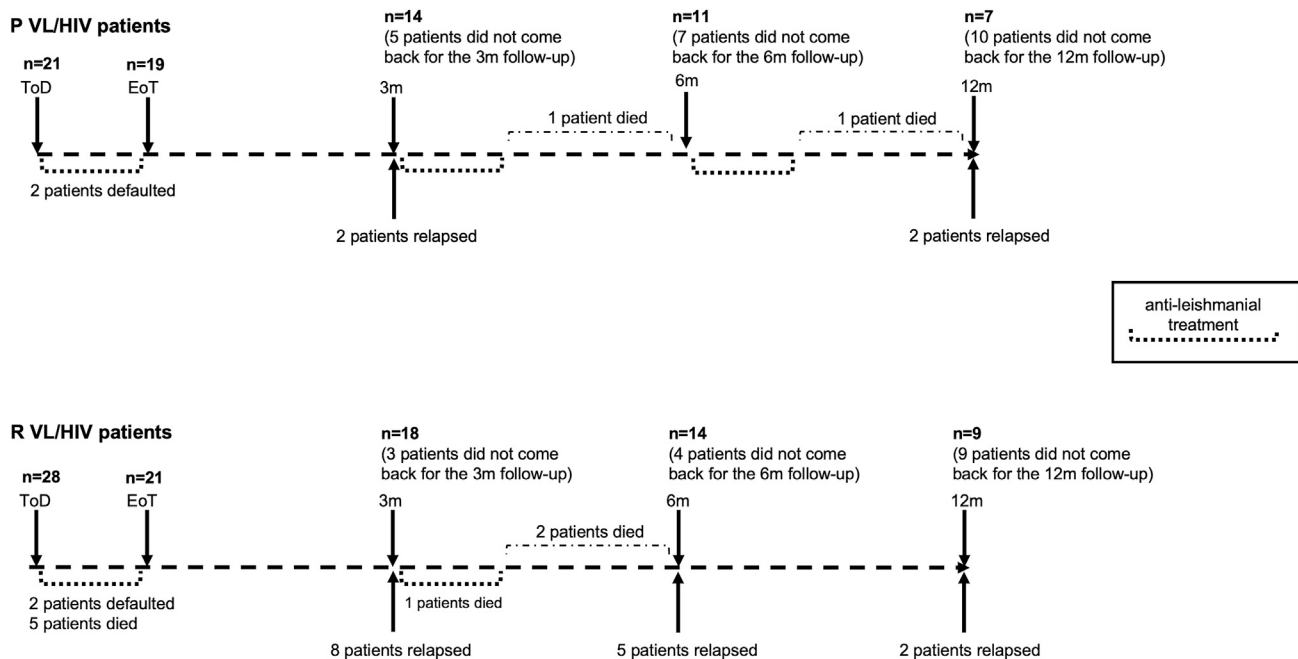 P VL/HIV patients
n=21
ToD
n=19
EoT
n=14
(5 patients did not come
back for the 3m follow-up)
3m
n=11
(7 patients did not come
back for the 6m follow-up)
6m
n=7
(10 patients did not come
back for the 12m follow-up)
12m
1 patient died
1 patient died
2 patients defaulted
2 patients relapsed
2 patients relapsed
anti-leishmanial
treatment
R VL/HIV patients
n=28
ToD
n=21
EoT
n=18
(3 patients did not come
back for the 3m follow-up)
3m
n=14
(4 patients did not come
back for the 6m follow-up)
6m
n=9
(9 patients did not come
back for the 12m follow-up)
12m
2 patients died
2 patients defaulted
5 patients died
1 patients died
8 patients relapsed
5 patients relapsed
2 patients relapsed